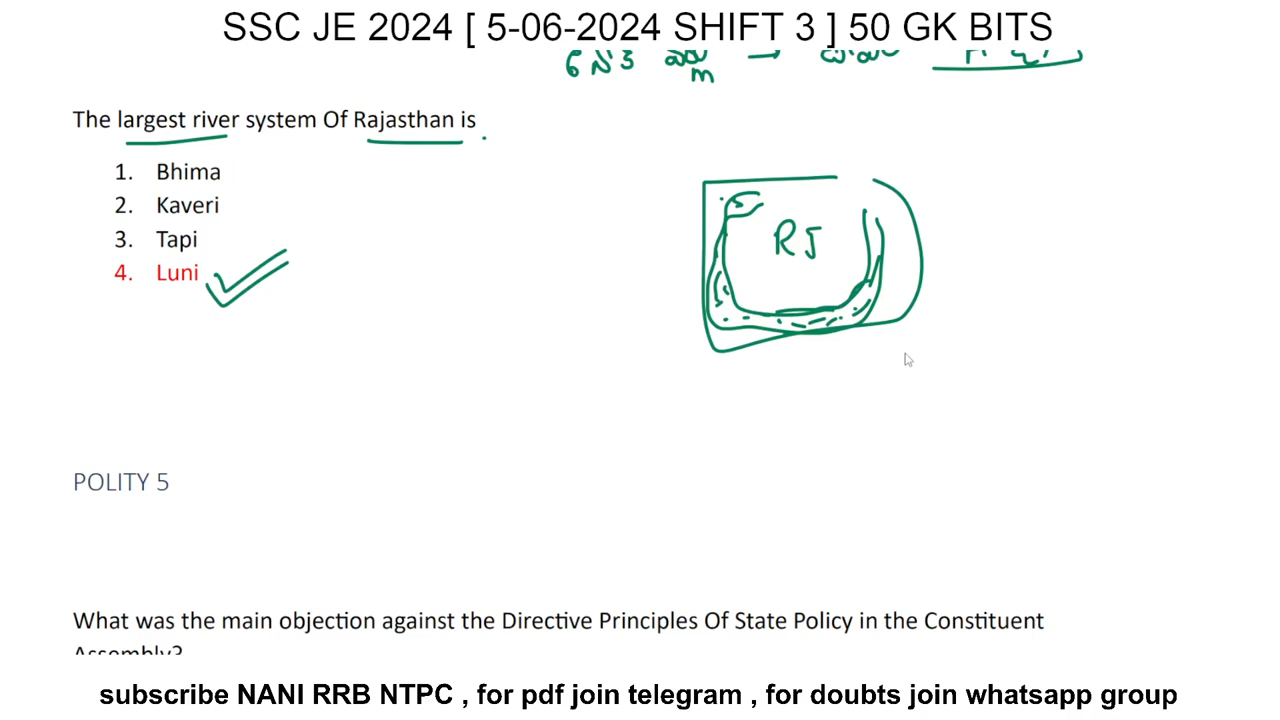 SSC JE 2024 [ 5-06-2024 SHIFT 3 ] 50 GK BITS
The largest river system Of Rajasthan is
1. Bhima
2. Kaveri
3. Tapi
4. Luni
RJ
POLITY 5
What was the main objection against the Directive Principles Of State Policy in the Constituent
Assembly?
subscribe NANI RRB NTPC , for pdf join telegram , for doubts join whatsapp group